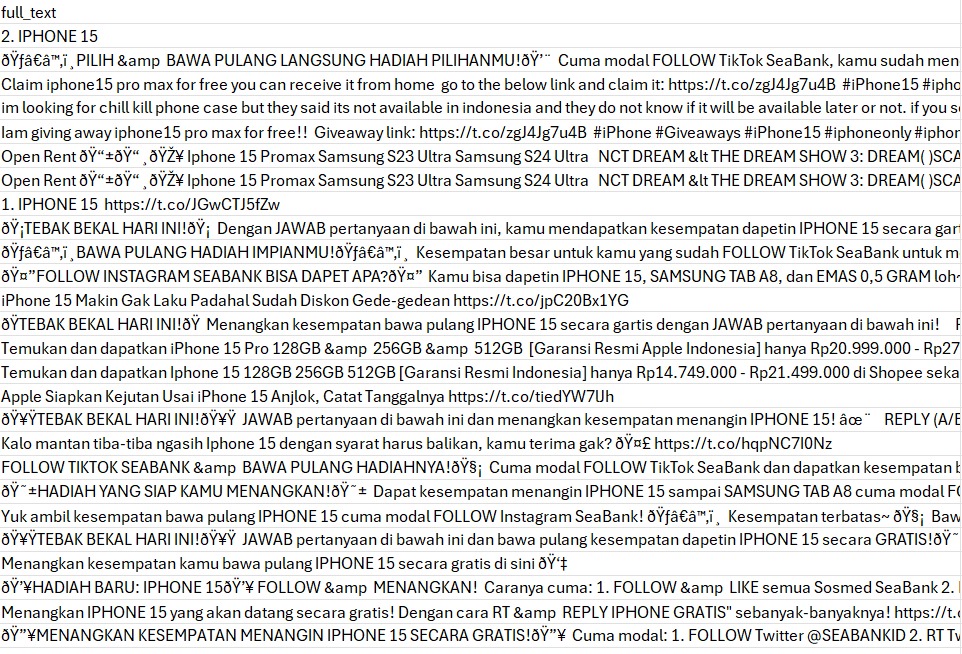 full_text
2. IPHONE 15
ðŸƒâ€â™‚ï¸PILIH &amp  BAWA PULANG LANGSUNG HADIAH PILIHANMU!ðŸ’¨  Cuma modal FOLLOW TikTok SeaBank, kamu sudah men
Claim iphone15 pro max for free you can receive it from home  go to the below link and claim it: https://t.co/zgJ4Jg7u4B  #iPhone15 #ipho
im looking for chill kill phone case but they said its not available in indonesia and they do not know if it will be available later or not. if you s
Iam giving away iphone15 pro max for free!!  Giveaway link: https://t.co/zgJ4Jg7u4B  #iPhone #Giveaways #iPhone15 #iphoneonly #iphon
Open Rent ðŸ“±ðŸ“¸ðŸŽ¥ Iphone 15 Promax Samsung S23 Ultra Samsung S24 Ultra   NCT DREAM &lt THE DREAM SHOW 3: DREAM( )SCA
Open Rent ðŸ“±ðŸ“¸ðŸŽ¥ Iphone 15 Promax Samsung S23 Ultra Samsung S24 Ultra   NCT DREAM &lt THE DREAM SHOW 3: DREAM( )SCA
1. IPHONE 15  https://t.co/JGwCTJ5fZw
ðŸ¡TEBAK BEKAL HARI INI!ðŸ¡  Dengan JAWAB pertanyaan di bawah ini, kamu mendapatkan kesempatan dapetin IPHONE 15 secara gart
ðŸƒâ€â™‚ï¸BAWA PULANG HADIAH IMPIANMU!ðŸƒâ€â™‚ï¸  Kesempatan besar untuk kamu yang sudah FOLLOW TikTok SeaBank untuk m
ðŸ¤”FOLLOW INSTAGRAM SEABANK BISA DAPET APA?ðŸ¤”  Kamu bisa dapetin IPHONE 15, SAMSUNG TAB A8, dan EMAS 0,5 GRAM loh~
iPhone 15 Makin Gak Laku Padahal Sudah Diskon Gede-gedean https://t.co/jpC20Bx1YG
ðŸTEBAK BEKAL HARI INI!ðŸ  Menangkan kesempatan bawa pulang IPHONE 15 secara gartis dengan JAWAB pertanyaan di bawah ini!    F
Temukan dan dapatkan iPhone 15 Pro 128GB &amp  256GB &amp  512GB  [Garansi Resmi Apple Indonesia] hanya Rp20.999.000 - Rp27
Temukan dan dapatkan Iphone 15 128GB 256GB 512GB [Garansi Resmi Indonesia] hanya Rp14.749.000 - Rp21.499.000 di Shopee seka
Apple Siapkan Kejutan Usai iPhone 15 Anjlok, Catat Tanggalnya https://t.co/tiedYW7lJh
ðŸ¥ŸTEBAK BEKAL HARI INI!ðŸ¥Ÿ  JAWAB pertanyaan di bawah ini dan menangkan kesempatan menangin IPHONE 15! âœ¨   REPLY (A/B
Kalo mantan tiba-tiba ngasih Iphone 15 dengan syarat harus balikan, kamu terima gak? ðŸ¤£ https://t.co/hqpNC7I0Nz
FOLLOW TIKTOK SEABANK &amp  BAWA PULANG HADIAHNYA!ðŸ§¡  Cuma modal FOLLOW TikTok SeaBank dan dapatkan kesempatan b
ðŸ˜±HADIAH YANG SIAP KAMU MENANGKAN!ðŸ˜±  Dapat kesempatan menangin IPHONE 15 sampai SAMSUNG TAB A8 cuma modal FO
Yuk ambil kesempatan bawa pulang IPHONE 15 cuma modal FOLLOW Instagram SeaBank! ðŸƒâ€â™‚ï¸  Kesempatan terbatas~ ðŸ§¡  Baw
ðŸ¥ŸTEBAK BEKAL HARI INI!ðŸ¥Ÿ  JAWAB pertanyaan di bawah ini dan bawa pulang kesempatan dapetin IPHONE 15 secara GRATIS!ðŸ˜
Menangkan kesempatan kamu bawa pulang IPHONE 15 secara gratis di sini ðŸ‘‡
ðŸ’¥HADIAH BARU: IPHONE 15ðŸ’¥ FOLLOW &amp  MENANGKAN!  Caranya cuma: 1. FOLLOW &amp  LIKE semua Sosmed SeaBank 2. I
Menangkan IPHONE 15 yang akan datang secara gratis! Dengan cara RT &amp  REPLY IPHONE GRATIS" sebanyak-banyaknya! https://t.c
ðŸ”¥MENANGKAN KESEMPATAN MENANGIN IPHONE 15 SECARA GRATIS!ðŸ”¥  Cuma modal: 1. FOLLOW Twitter @SEABANKID 2. RT Tw